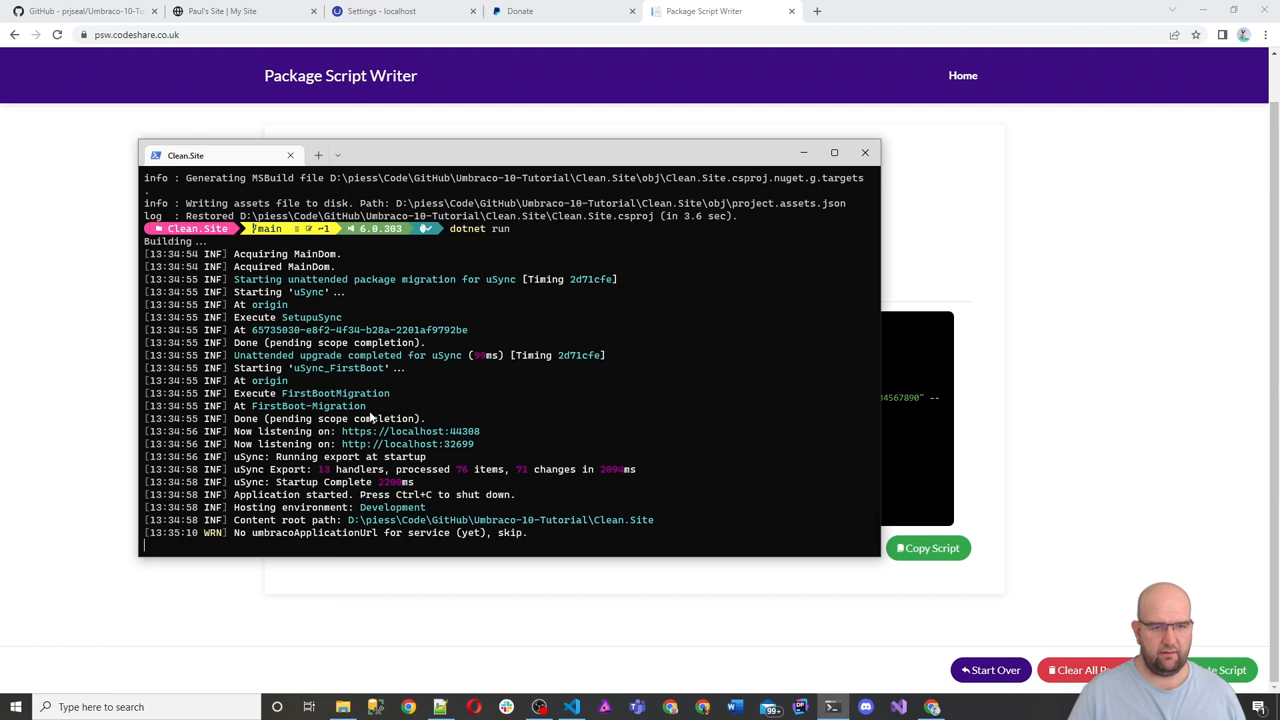 GitHub - prjseal/Umbraco-10-Tu
Paul's Site | My Site
Settings - localhost
Donate
Package Script Writer
psw.codeshare.co.uk
Package Script Writer
Home
Clean.Site
info : Generating MSBuild file D:\piess\Code\GitHub\Umbraco-10-Tutorial\Clean.Site\obj\Clean.Site.csproj.nuget.g.targets
.
info : Writing assets file to disk. Path: D:\piess\Code\GitHub\Umbraco-10-Tutorial\Clean.Site\obj\project.assets.json
log  : Restored D:\piess\Code\GitHub\Umbraco-10-Tutorial\Clean.Site\Clean.Site.csproj (in 3.6 sec).
Clean.Site main ≡ ~1 6.0.303 dotnet run
Building...
[13:34:54 INF] Acquiring MainDom.
[13:34:54 INF] Acquired MainDom.
[13:34:55 INF] Starting unattended package migration for uSync [Timing 2d71cfe]
[13:34:55 INF] Starting 'uSync'...
[13:34:55 INF] At origin
[13:34:55 INF] Execute SetupuSync
[13:34:55 INF] At 65735030-e8f2-4f34-b28a-2201af9792be
[13:34:55 INF] Done (pending scope completion).
[13:34:55 INF] Unattended upgrade completed for uSync (99ms) [Timing 2d71cfe]
[13:34:55 INF] Starting 'uSync_FirstBoot'...
[13:34:55 INF] At origin
[13:34:55 INF] Execute FirstBootMigration
[13:34:55 INF] At FirstBoot-Migration
[13:34:55 INF] Done (pending scope completion).
[13:34:56 INF] Now listening on: https://localhost:44308
[13:34:56 INF] Now listening on: http://localhost:32699
[13:34:56 INF] uSync: Running export at startup
[13:34:58 INF] uSync Export: 13 handlers, processed 76 items, 71 changes in 2094ms
[13:34:58 INF] uSync: Startup Complete 2200ms
[13:34:58 INF] Application started. Press Ctrl+C to shut down.
[13:34:58 INF] Hosting environment: Development
[13:34:58 INF] Content root path: D:\piess\Code\GitHub\Umbraco-10-Tutorial\Clean.Site
[13:35:10 WRN] No umbracoApplicationUrl for service (yet), skip.
34567890" --
Copy Script
Start Over
Clear All Pa
te Script
Type here to search
99+
1